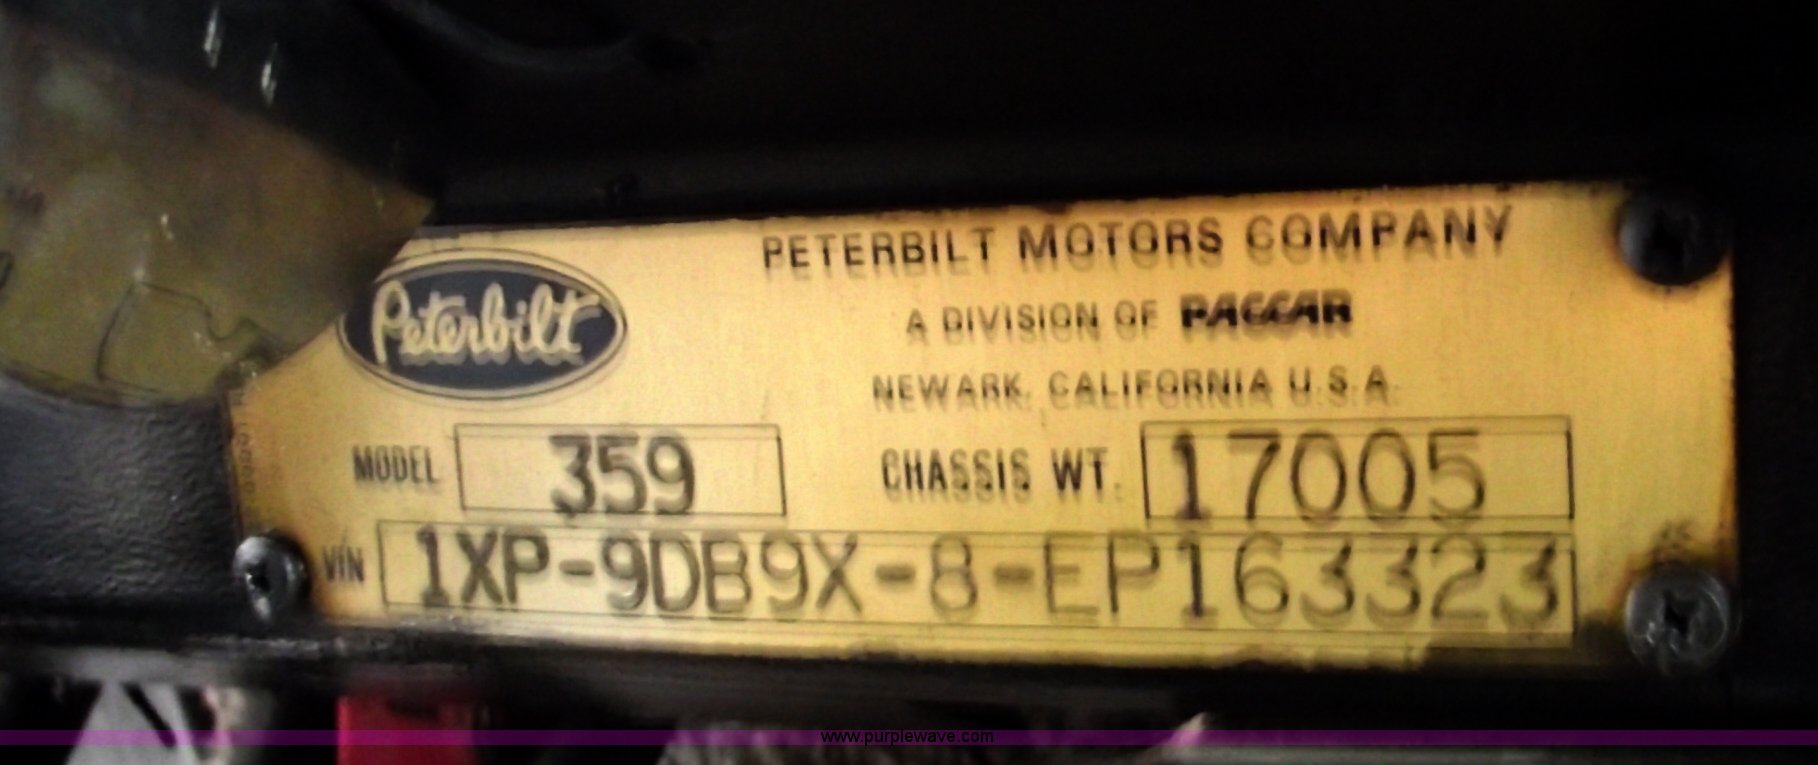 PETERBILT MOTORS COMPANY
Peterbilt
A DIVISION OF PACCAR
NEWARK, CALIFORNIA U.S.A.
MODEL 359 CHASSIS WT. 17005
VIN 1XP-9DB9X-8-EP163323
www.purplewave.com